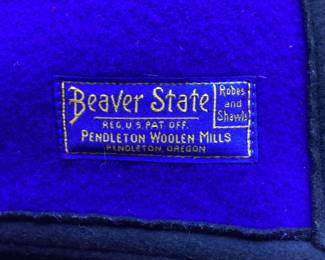 Beaver State
Robes
and
Shawls
REG. U.S. PAT. OFF.
PENDLETON WOOLEN MILLS
PENDLETON, OREGON